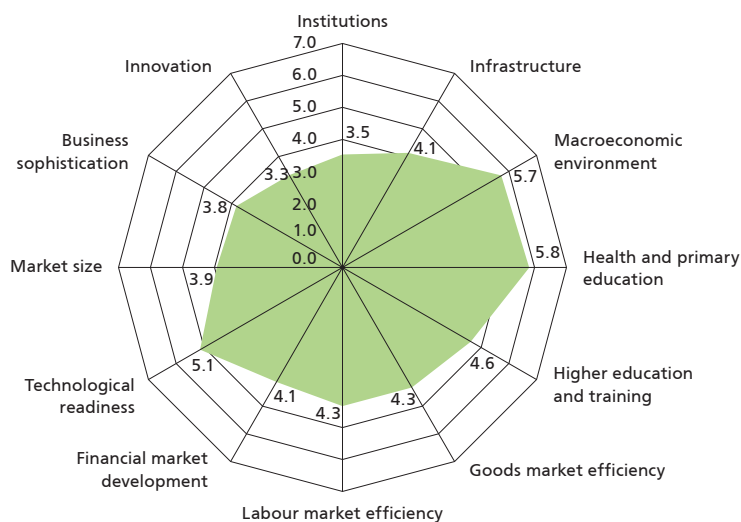 Institutions
7.0
6.0
5.0
4.0
3.0
2.0
1.0
0.0
3.5
Infrastructure
4.1
Macroeconomic
environment
5.7
Health and primary
education
5.8
Higher education
and training
4.6
Goods market efficiency
4.3
Labour market efficiency
4.3
Financial market
development
4.1
Technological
readiness
5.1
Market size
3.9
Business
sophistication
3.8
Innovation
3.3